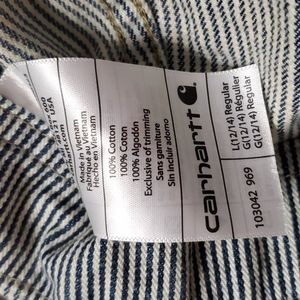 carhartt
L(12/14) Regular
G(12/14) Régulier
G(12/14) Regular
103042 969
100% Cotton
100% Coton
100% Algodón
Exclusive of trimming
Sans garniture
Sin incluir adorno
Made in Vietnam
Fabriqué au Vietnam
Hecho en Vietnam